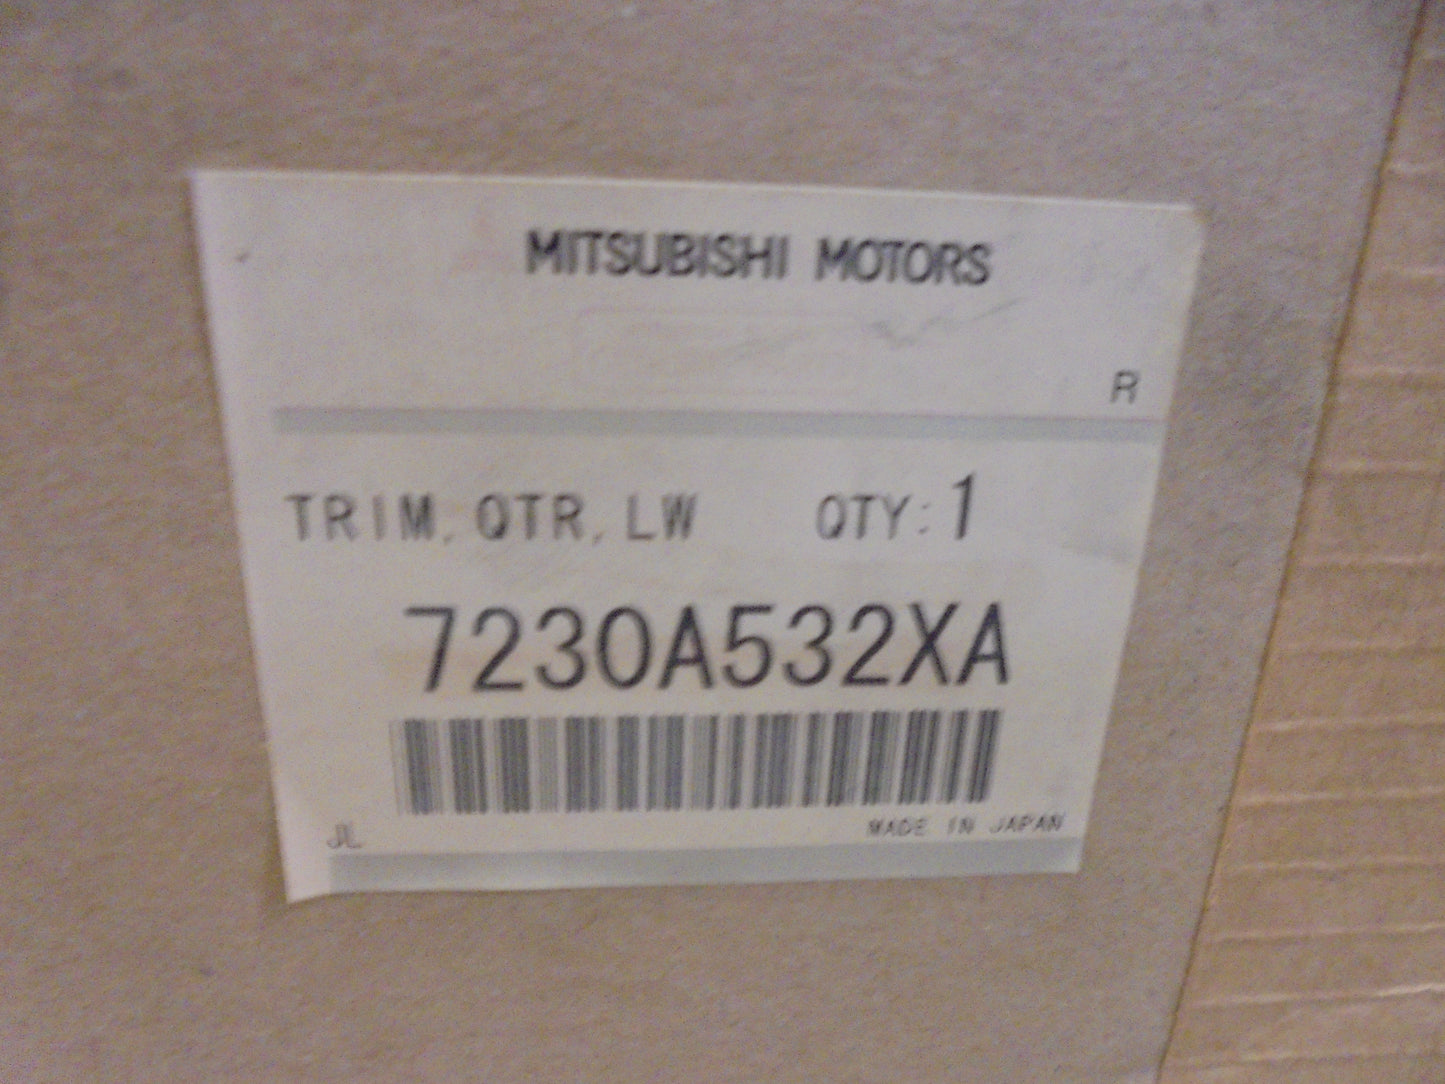 MITSUBISHI MOTORS
R
TRIM, QTR, LW QTY:1
7230A532XA
JL
MADE IN JAPAN